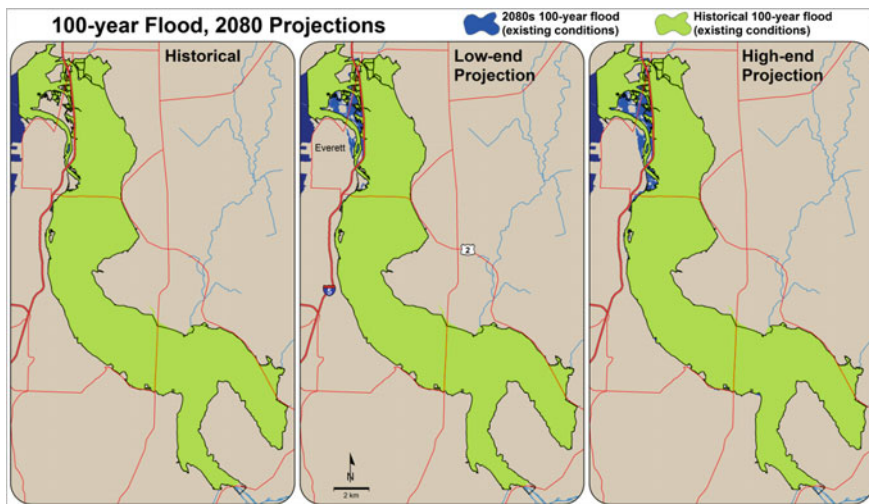 100-year Flood, 2080 Projections
2080s 100-year flood
(existing conditions)
Historical 100-year flood
(existing conditions)
Historical
Low-end
Projection
High-end
Projection
Everett
2
5
N
2 km